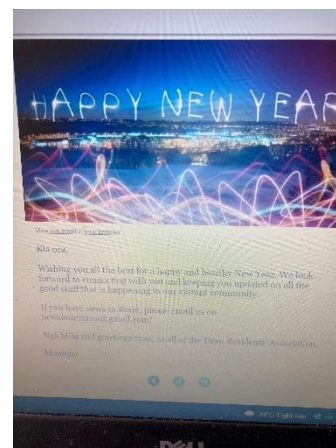 HAPPY NEW YEAR
View this email in your browser
Kia ora,
Wishing you all the best for a happy and healthy New Year. We look
forward to connecting with you and keeping you updated on all the
good stuff that is happening in our vibrant community.
If you have news to share, please email us on
Ngā Mihi and greetings from us all at the Residents' Association,
Monique
Light rain
DELL